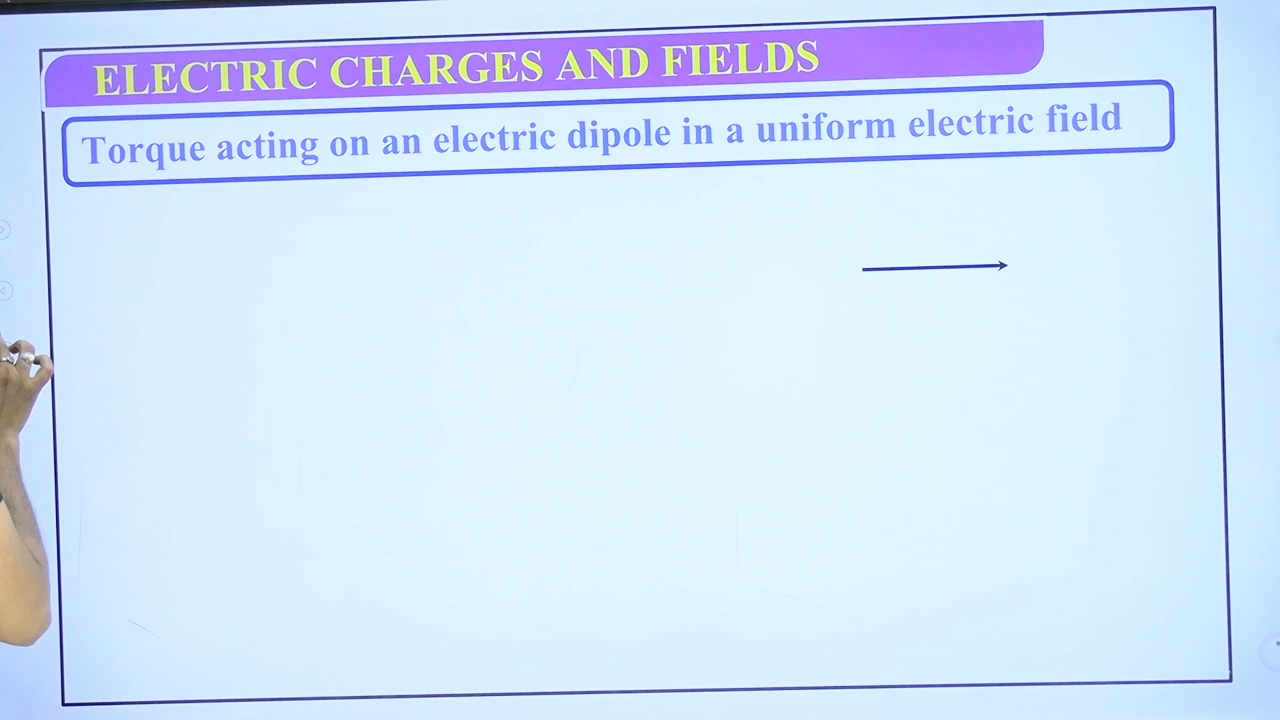 ELECTRIC CHARGES AND FIELDS
Torque acting on an electric dipole in a uniform electric field